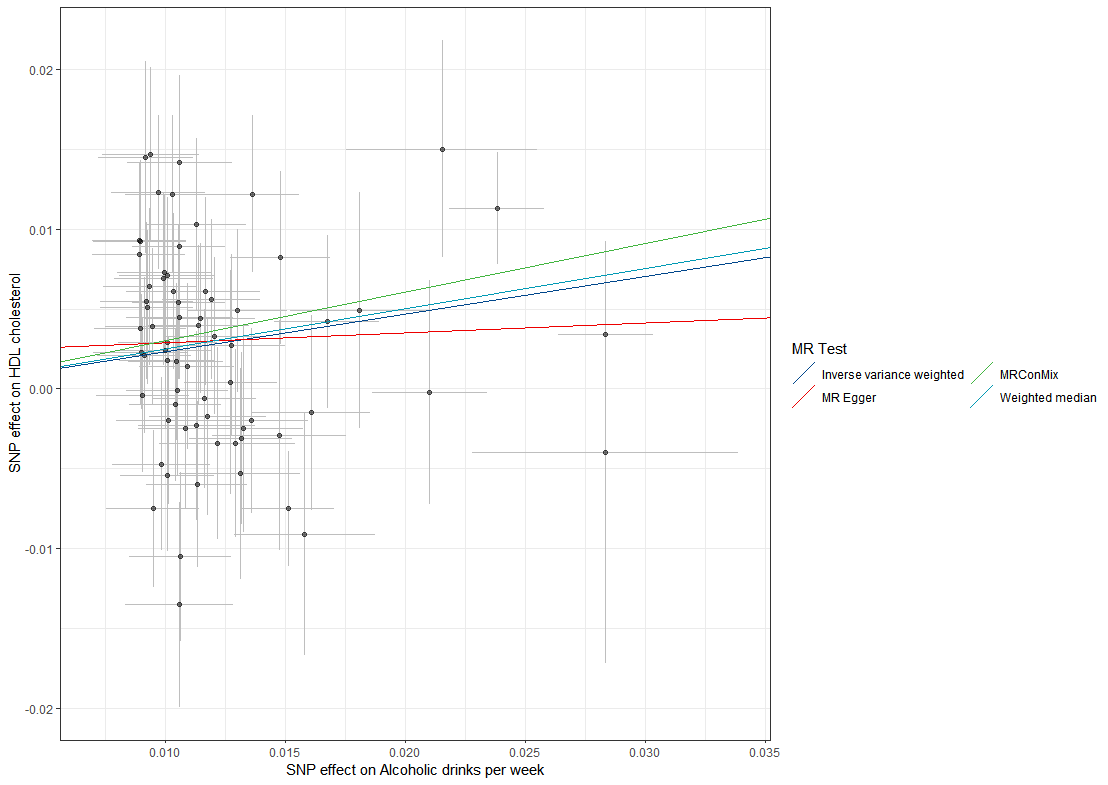 0.02
0.01
0.00
-0.01
-0.02
SNP effect on HDL cholesterol
0.010
0.015
0.020
0.025
0.030
0.035
SNP effect on Alcoholic drinks per week
MR Test
Inverse variance weighted
MRConMix
MR Egger
Weighted median